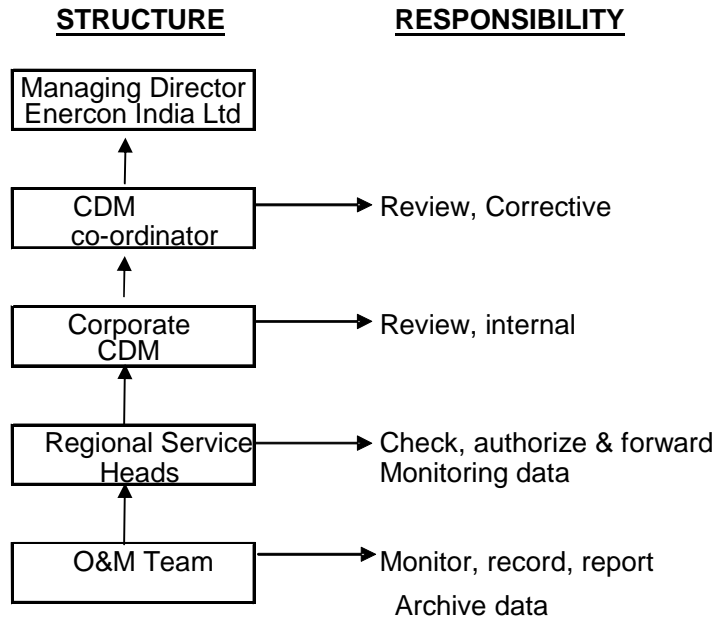 STRUCTURE RESPONSIBILITY
Managing Director
Enercon India Ltd
CDM
co-ordinator
Review, Corrective
Corporate
CDM
Review, internal
Regional Service
Heads
Check, authorize & forward
Monitoring data
O&M Team
Monitor, record, report
Archive data